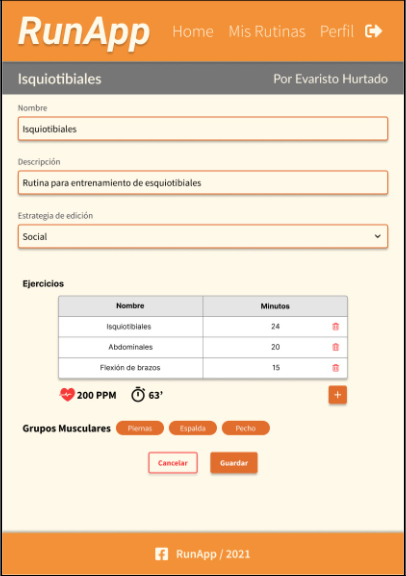 RunApp Home Mis Rutinas Perfil
Isquiotibiales Por Evaristo Hurtado
Nombre
Isquiotibiales
Descripción
Rutina para entrenamiento de esquiotibiales
Estrategia de edición
Social
Ejercicios
Nombre Minutos
Isquiotibiales 24
Abdominales 20
Flexión de brazos 15
200 PPM 63’ +
Grupos Musculares Piernas Espalda Pecho
Cancelar Guardar
RunApp / 2021